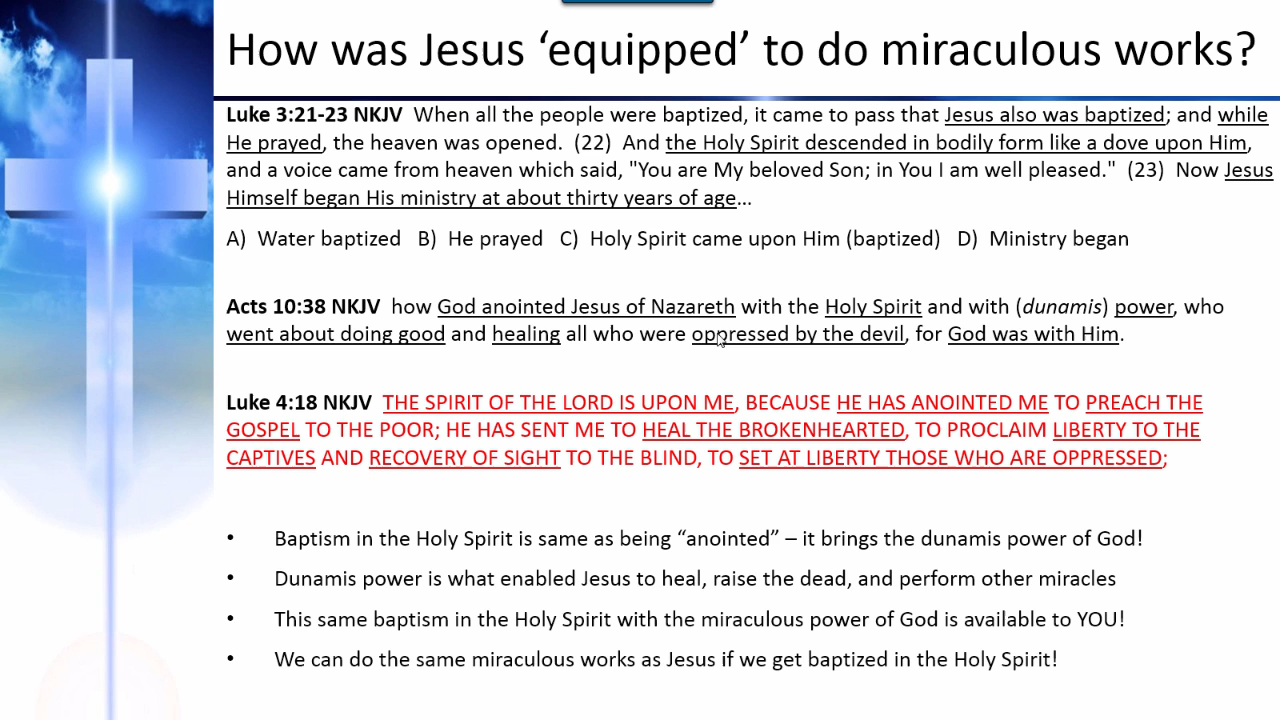 How was Jesus ‘equipped’ to do miraculous works?
Luke 3:21-23 NKJV When all the people were baptized, it came to pass that Jesus also was baptized; and while
He prayed, the heaven was opened. (22) And the Holy Spirit descended in bodily form like a dove upon Him,
and a voice came from heaven which said, "You are My beloved Son; in You I am well pleased." (23) Now Jesus
Himself began His ministry at about thirty years of age…
A) Water baptized B) He prayed C) Holy Spirit came upon Him (baptized) D) Ministry began
Acts 10:38 NKJV how God anointed Jesus of Nazareth with the Holy Spirit and with (dunamis) power, who
went about doing good and healing all who were oppressed by the devil, for God was with Him.
Luke 4:18 NKJV THE SPIRIT OF THE LORD IS UPON ME, BECAUSE HE HAS ANOINTED ME TO PREACH THE
GOSPEL TO THE POOR; HE HAS SENT ME TO HEAL THE BROKENHEARTED, TO PROCLAIM LIBERTY TO THE
CAPTIVES AND RECOVERY OF SIGHT TO THE BLIND, TO SET AT LIBERTY THOSE WHO ARE OPPRESSED;
• Baptism in the Holy Spirit is same as being “anointed” – it brings the dunamis power of God!
• Dunamis power is what enabled Jesus to heal, raise the dead, and perform other miracles
• This same baptism in the Holy Spirit with the miraculous power of God is available to YOU!
• We can do the same miraculous works as Jesus if we get baptized in the Holy Spirit!